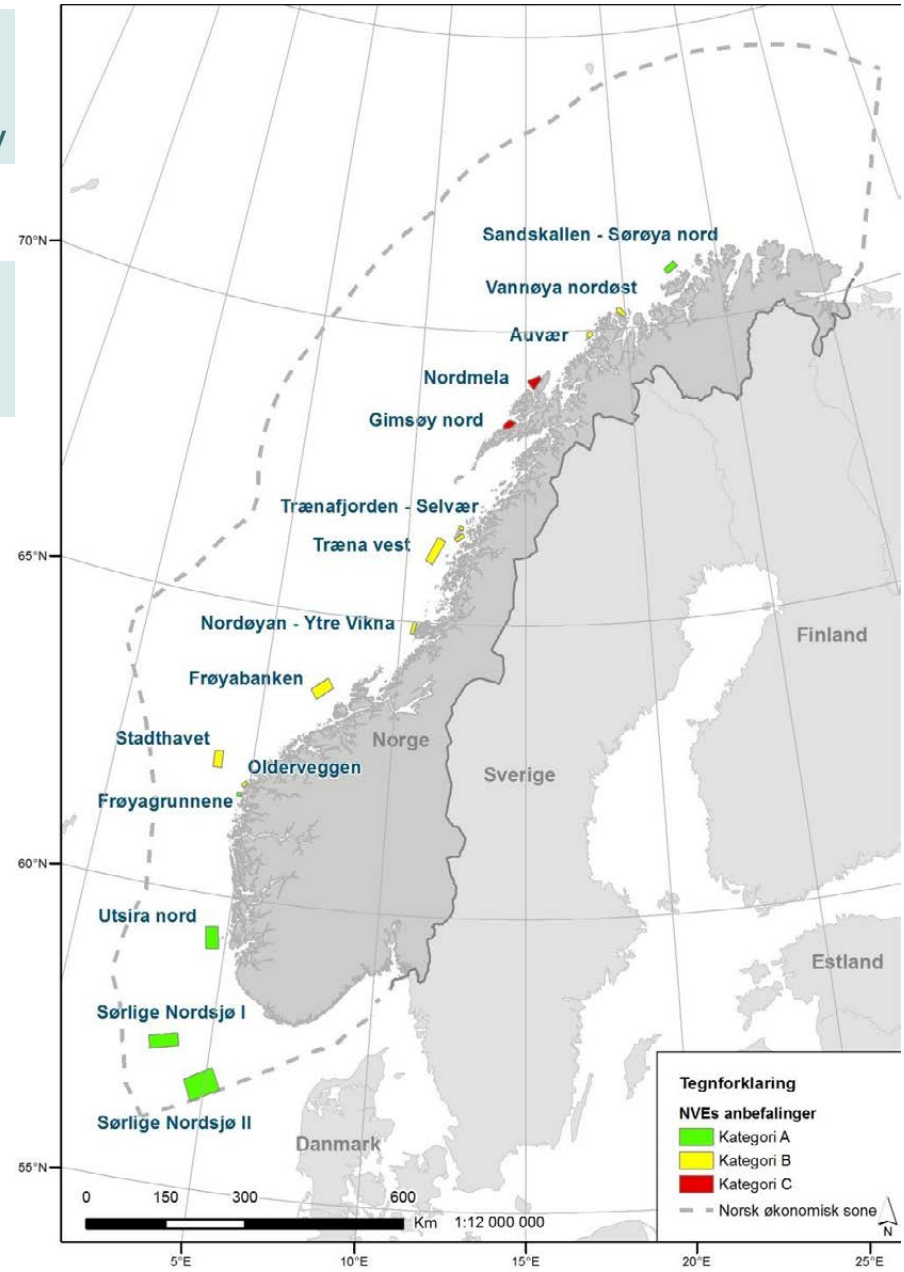 y
70°N
65°N
60°N
55°N
Sandskallen - Sørøya nord
Vannøya nordøst
Auvær
Nordmela
Gimsøy nord
Trænafjorden - Selvær
Træna vest
Nordøyan - Ytre Vikna
Finland
Frøyabanken
Norge
Stadthavet
Sverige
Olderveggen
Frøyagrunnene
Utsira nord
Estland
Sørlige Nordsjø I
Sørlige Nordsjø II
Danmark
Tegnforklaring
NVEs anbefalinger
Kategori A
Kategori B
Kategori C
Norsk økonomisk sone
N
0 150 300 600
Km 1:12 000 000
5°E 10°E 15°E 20°E 25°E